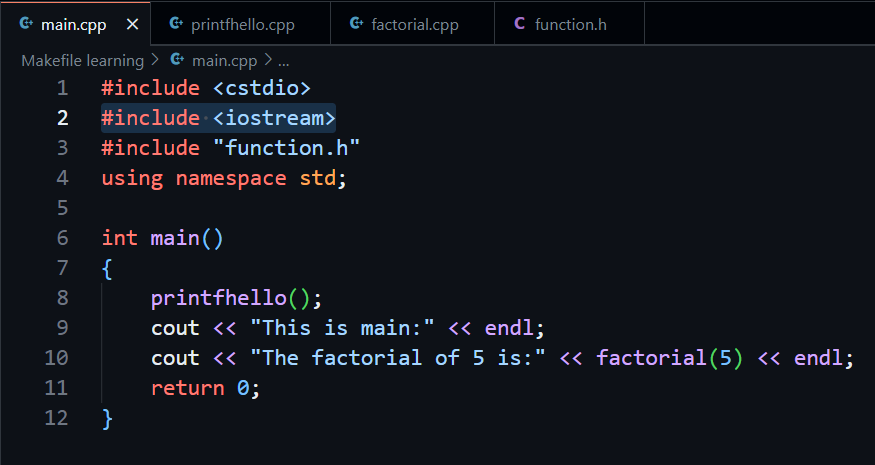 main.cpp printfhello.cpp factorial.cpp C function.h
Makefile learning > main.cpp > ...
1 #include <cstdio>
2 #include <iostream>
3 #include "function.h"
4 using namespace std;
5
6 int main()
7 {
8     printfhello();
9     cout << "This is main:" << endl;
10     cout << "The factorial of 5 is:" << factorial(5) << endl;
11     return 0;
12 }